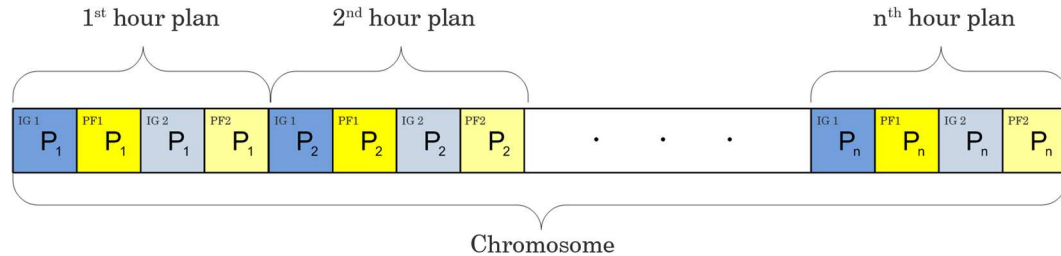 1st hour plan 2nd hour plan nth hour plan
IG 1 PF1 IG 2 PF2 IG 1 PF1 IG 2 PF2 IG 1 PF1 IG 2 PF2
P1 P1 P1 P1 P2 P2 P2 P2 . . . Pn Pn Pn Pn
Chromosome